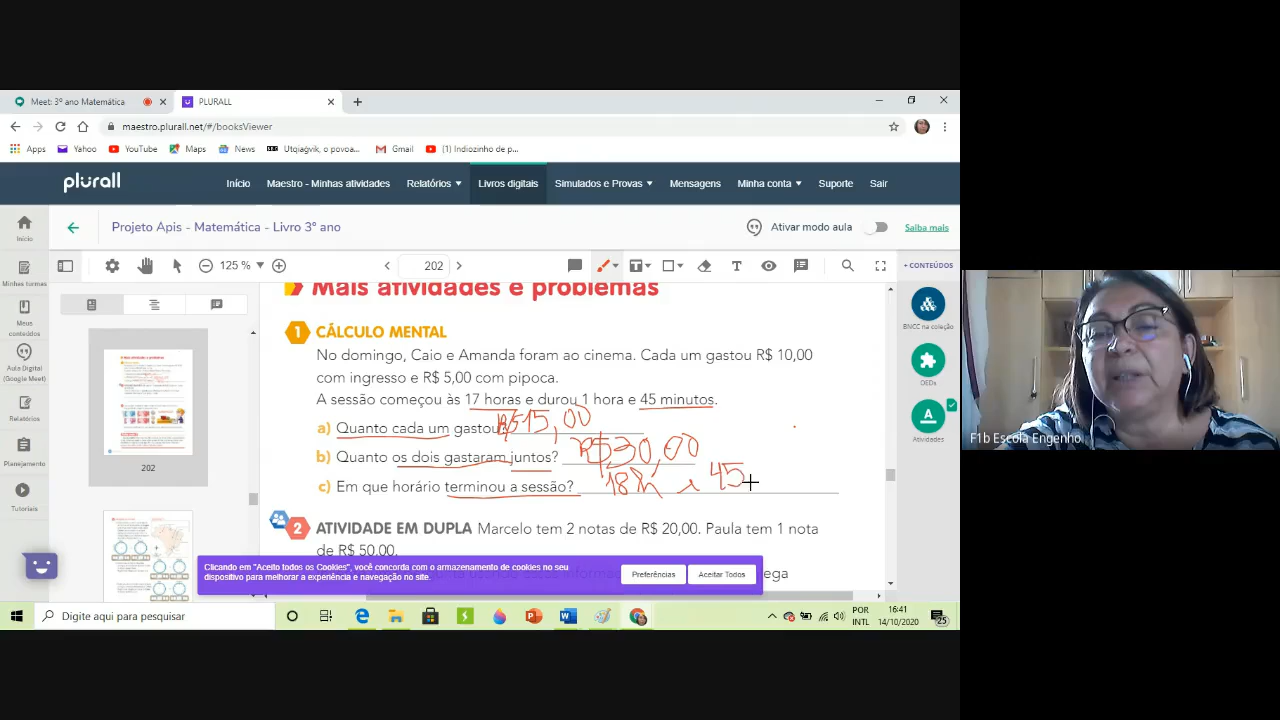 Meet: 3º ano Matemática
PLURALL
maestro.plurall.net/#/booksViewer
Apps Yahoo YouTube Maps News Utqiaġvik, o povoa... Gmail (1) Indiozinho de p...
plurall
Início Maestro - Minhas atividades Relatórios Livros digitais Simulados e Provas Mensagens Minha conta Suporte Sair
Início
Minhas turmas
Meus conteúdos
Aula Digital (Google Meet)
Relatórios
Planejamento
Tutoriais
Projeto Apis - Matemática - Livro 3º ano
Ativar modo aula
Saiba mais
125 %
202
+ CONTEÚDOS
BNCC na coleção
OEDs
Atividades
202
Mais atividades e problemas
1 CÁLCULO MENTAL
No domingo, Caio e Amanda foram ao cinema. Cada um gastou R$ 10,00
com ingresso e R$ 5,00 com pipoca.
A sessão começou às 17 horas e durou 1 hora e 45 minutos.
a) Quanto cada um gastou R$15,00
b) Quanto os dois gastaram juntos? R$30,00
c) Em que horário terminou a sessão? 18h e 45
2 ATIVIDADE EM DUPLA Marcelo tem 2 notas de R$ 20,00. Paula tem 1 nota
de R$ 50,00.
Clicando em "Aceito todos os Cookies", você concorda com o armazenamento de cookies no seu
dispositivo para melhorar a experiência e navegação no site.
Preferências
Aceitar Todos
F1b Escola Engenho
Digite aqui para pesquisar
POR
INTL
16:41
14/10/2020
25